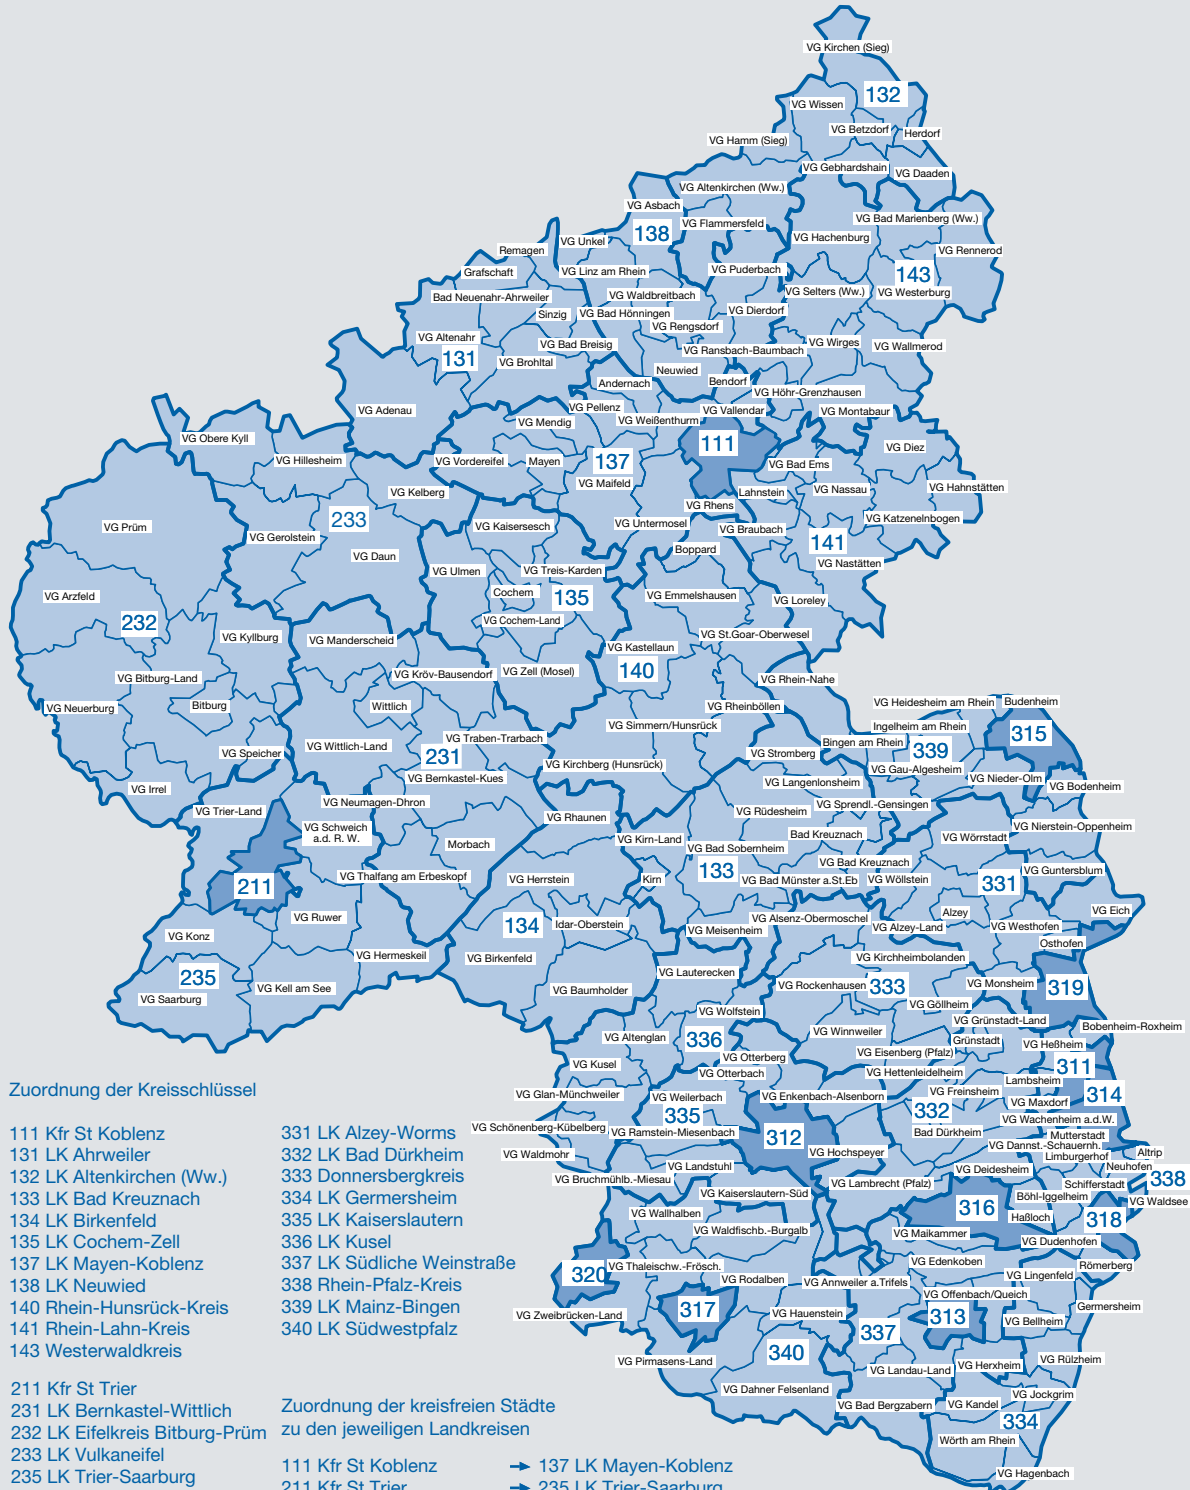 VG Kirchen (Sieg)
132
VG Wissen
VG Betzdorf
Herdorf
VG Hamm (Sieg)
VG Gebhardshain
VG Daaden
VG Altenkirchen (Ww.)
VG Asbach
VG Flammersfeld
VG Bad Marienberg (Ww.)
138
VG Unkel
VG Hachenburg
Remagen
VG Rennerod
Grafschaft
VG Linz am Rhein
VG Puderbach
143
Bad Neuenahr-Ahrweiler
VG Waldbreitbach
VG Selters (Ww.)
VG Westerburg
Sinzig
VG Bad Hönningen
VG Dierdorf
VG Rengsdorf
VG Altenahr
VG Bad Breisig
VG Ransbach-Baumbach
VG Wirges
VG Wallmerod
131
VG Brohltal
Neuwied
Andernach
Bendorf
VG Höhr-Grenzhausen
VG Adenau
VG Pellenz
VG Vallendar
VG Montabaur
VG Mendig
VG Weißenthurm
VG Obere Kyll
111
VG Diez
VG Hillesheim
VG Vordereifel
Mayen
137
VG Bad Ems
VG Maifeld
VG Kelberg
Lahnstein
VG Nassau
VG Hahnstätten
VG Rhens
233
VG Prüm
VG Kaisersesch
VG Untermosel
VG Braubach
VG Katzenelnbogen
VG Gerolstein
141
Boppard
VG Daun
VG Nastätten
VG Ulmen
VG Treis-Karden
VG Arzfeld
Cochem
135
VG Emmelshausen
VG Loreley
232
VG Cochem-Land
VG Kyllburg
VG Manderscheid
VG St.Goar-Oberwesel
VG Kastellaun
140
VG Bitburg-Land
VG Kröv-Bausendorf
VG Zell (Mosel)
VG Rhein-Nahe
VG Neuerburg
Bitburg
Wittlich
VG Rheinböllen
VG Heidesheim am Rhein
Budenheim
VG Simmern/Hunsrück
Ingelheim am Rhein
315
VG Speicher
VG Wittlich-Land
VG Traben-Trarbach
Bingen am Rhein
339
231
VG Stromberg
VG Kirchberg (Hunsrück)
VG Gau-Algesheim
VG Bernkastel-Kues
VG Nieder-Olm
VG Irrel
VG Langenlonsheim
VG Bodenheim
VG Neumagen-Dhron
VG Sprendl.-Gensingen
VG Trier-Land
VG Rhaunen
VG Rüdesheim
VG Schweich
a.d. R. W.
VG Nierstein-Oppenheim
Bad Kreuznach
VG Wörrstadt
Morbach
VG Kirn-Land
VG Bad Sobernheim
VG Bad Kreuznach
133
VG Guntersblum
VG Thalfang am Erbeskopf
VG Herrstein
Kirn
VG Bad Münster a.St.Eb
VG Wöllstein
331
211
VG Ruwer
VG Alsenz-Obermoschel
Alzey
VG Eich
134
Idar-Oberstein
VG Meisenheim
VG Alzey-Land
VG Westhofen
VG Konz
Osthofen
VG Hermeskeil
VG Birkenfeld
VG Kirchheimbolanden
235
VG Lauterecken
VG Kell am See
VG Baumholder
VG Rockenhausen
333
VG Monsheim
319
VG Saarburg
VG Göllheim
VG Wolfstein
VG Grünstadt-Land
VG Altenglan
336
VG Winnweiler
Bobenheim-Roxheim
Grünstadt
VG Heßheim
VG Eisenberg (Pfalz)
VG Otterberg
VG Kusel
311
VG Otterbach
VG Hettenleidelheim
Lambsheim
VG Glan-Münchweiler
VG Weilerbach
VG Enkenbach-Alsenborn
VG Freinsheim
314
VG Maxdorf
335
332
VG Wachenheim a.d.W.
VG Schönenberg-Kübelberg
VG Ramstein-Miesenbach
312
Bad Dürkheim
Mutterstadt
VG Dannst.-Schauernh.
VG Waldmohr
VG Hochspeyer
Limburgerhof
Altrip
VG Landstuhl
VG Deidesheim
Neuhofen
VG Bruchmühlb.-Miesau
VG Lambrecht (Pfalz)
Schifferstadt
338
VG Kaiserslautern-Süd
Böhl-Iggelheim
VG Waldsee
316
VG Wallhalben
Haßloch
318
VG Waldfischb.-Burgalb
VG Maikammer
VG Dudenhofen
320
VG Thaleischw.-Frösch.
VG Edenkoben
Römerberg
VG Rodalben
VG Annweiler a.Trifels
VG Lingenfeld
VG Offenbach/Queich
317
VG Hauenstein
313
Germersheim
VG Zweibrücken-Land
VG Bellheim
337
340
VG Pirmasens-Land
VG Landau-Land
VG Herxheim
VG Rülzheim
VG Dahner Felsenland
VG Jockgrim
VG Bad Bergzabern
VG Kandel
334
Wörth am Rhein
VG Hagenbach
Zuordnung der Kreisschlüssel
111 Kfr St Koblenz
131 LK Ahrweiler
132 LK Altenkirchen (Ww.)
133 LK Bad Kreuznach
134 LK Birkenfeld
135 LK Cochem-Zell
137 LK Mayen-Koblenz
138 LK Neuwied
140 Rhein-Hunsrück-Kreis
141 Rhein-Lahn-Kreis
143 Westerwaldkreis
211 Kfr St Trier
231 LK Bernkastel-Wittlich
232 LK Eifelkreis Bitburg-Prüm
233 LK Vulkaneifel
235 LK Trier-Saarburg
331 LK Alzey-Worms
332 LK Bad Dürkheim
333 Donnersbergkreis
334 LK Germersheim
335 LK Kaiserslautern
336 LK Kusel
337 LK Südliche Weinstraße
338 Rhein-Pfalz-Kreis
339 LK Mainz-Bingen
340 LK Südwestpfalz
Zuordnung der kreisfreien Städte
zu den jeweiligen Landkreisen
111 Kfr St Koblenz → 137 LK Mayen-Koblenz
211 Kfr St Trier → 235 LK Trier-Saarburg